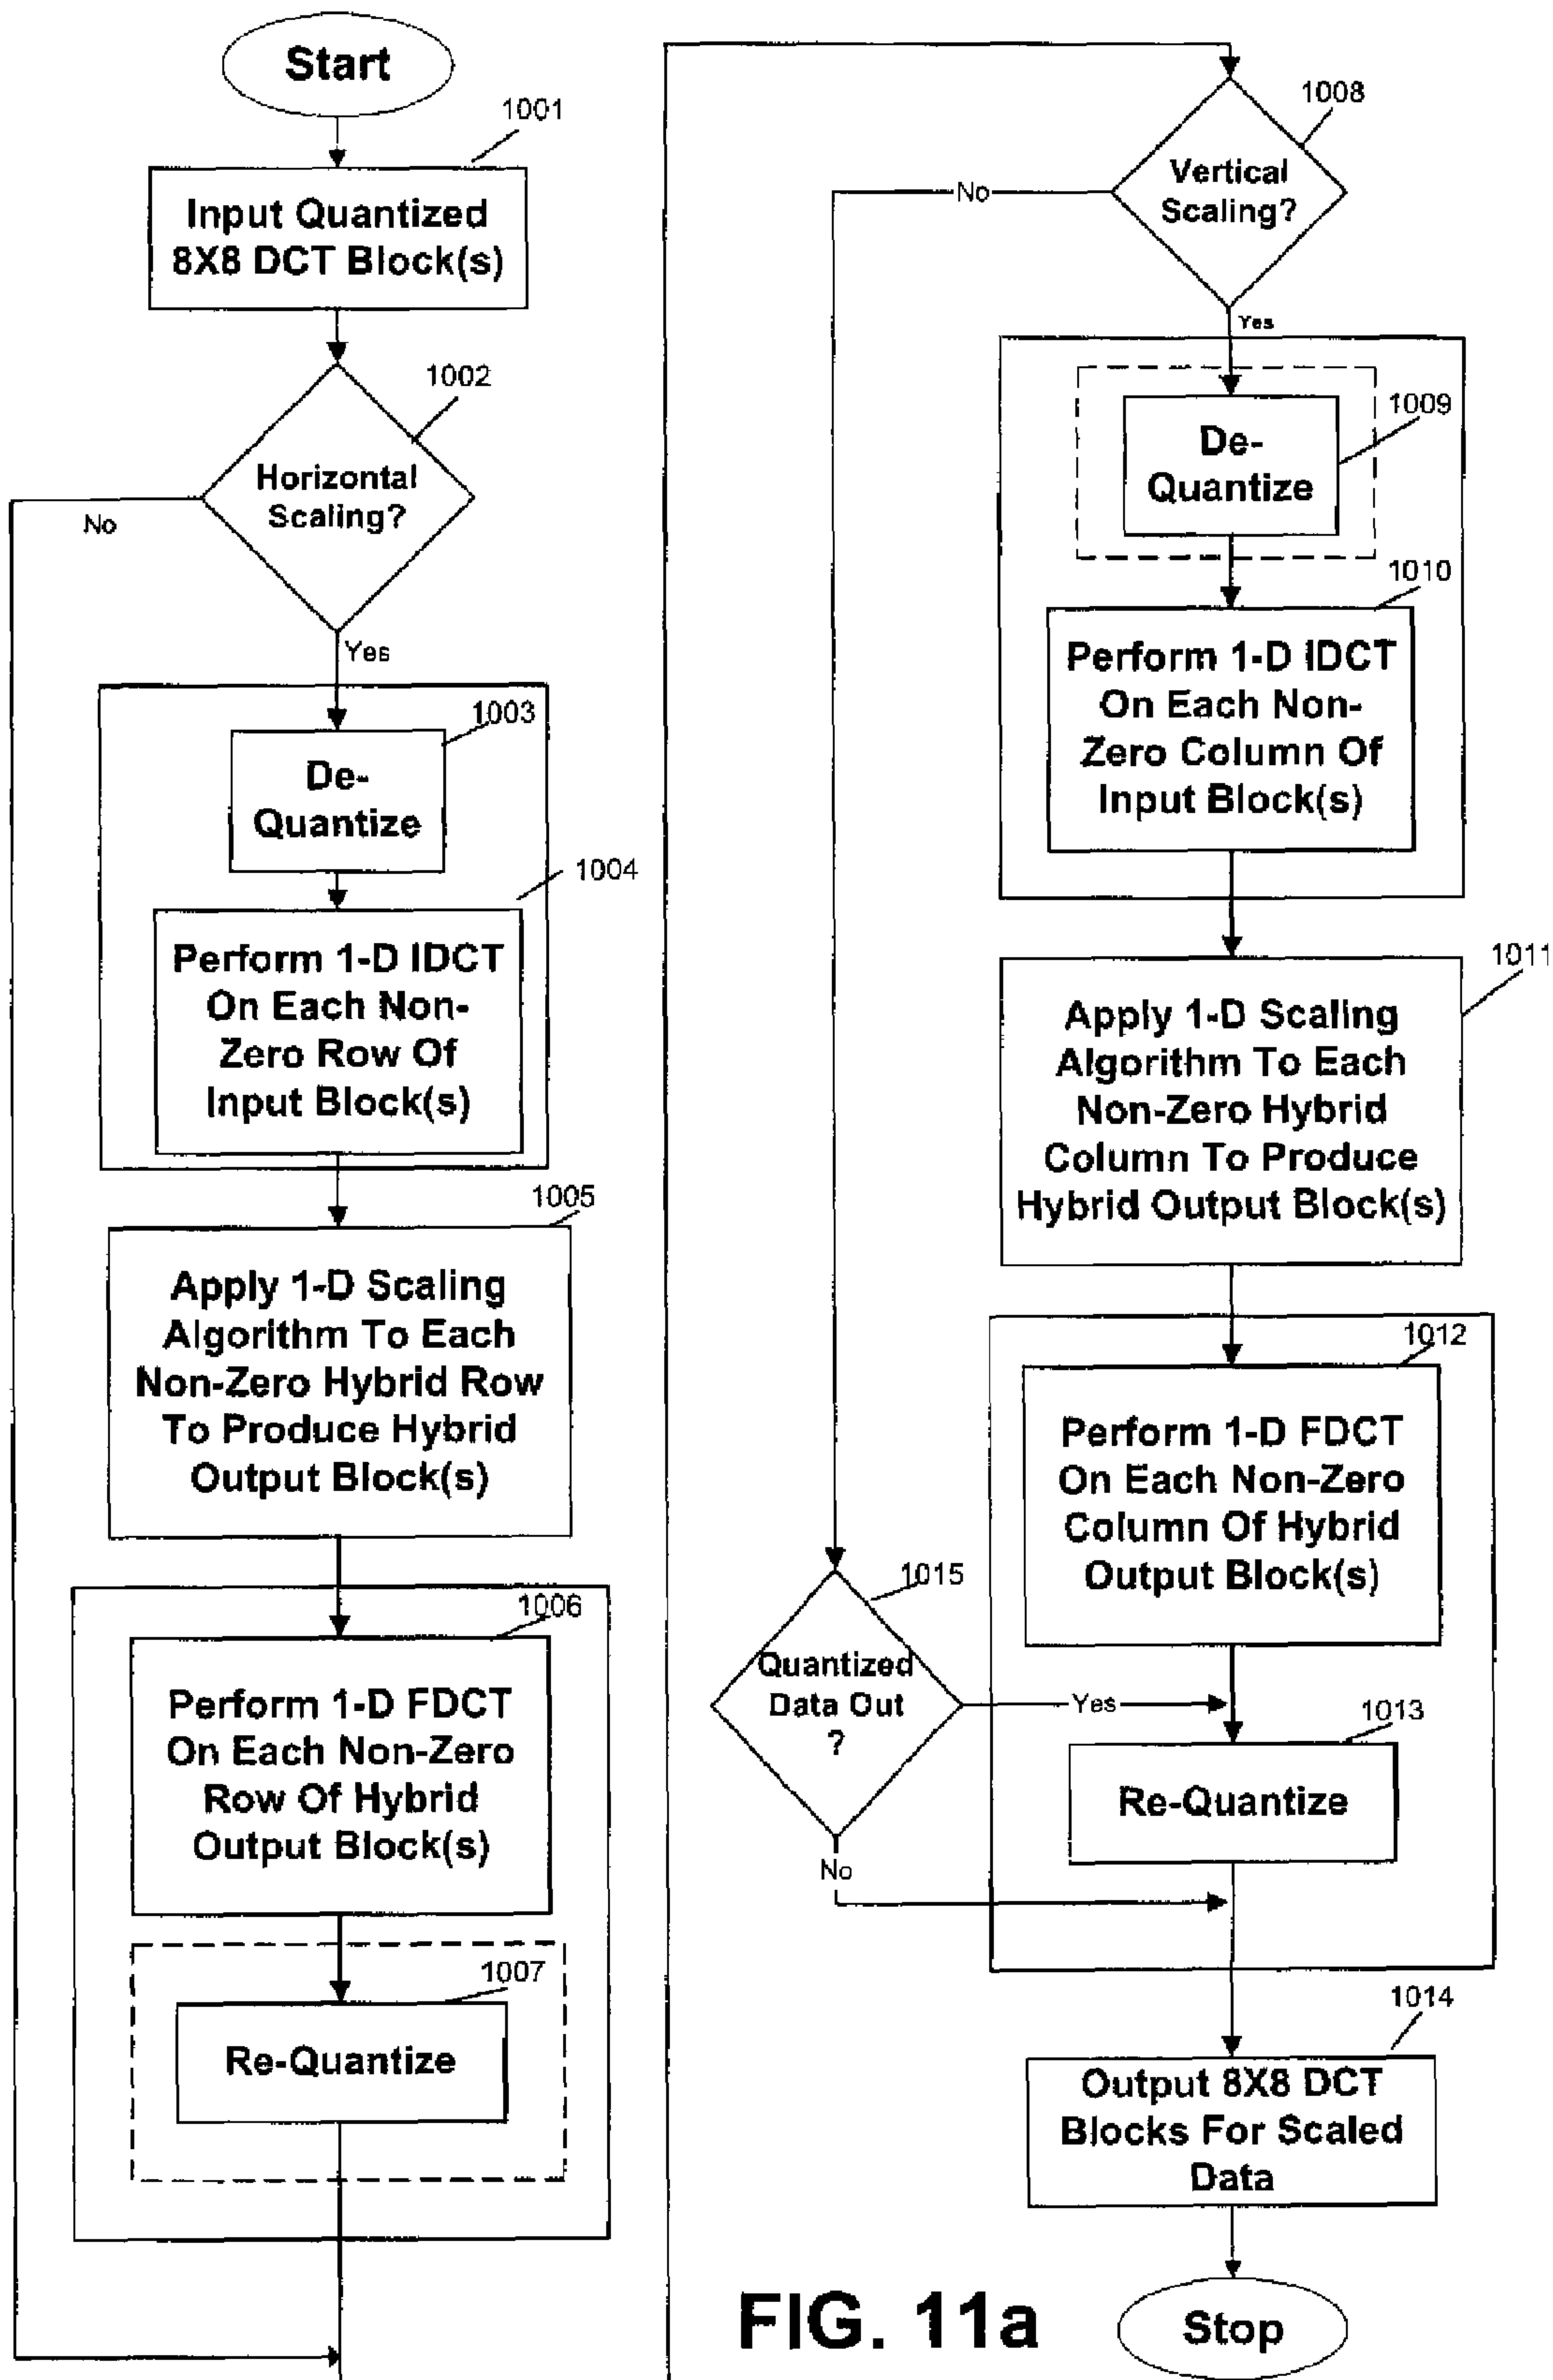 Start
1001
Input Quantized
8X8 DCT Block(s)
1002
Horizontal
Scaling?
No
Yes
1003
De-
Quantize
1004
Perform 1-D IDCT
On Each Non-
Zero Row Of
Input Block(s)
1005
Apply 1-D Scaling
Algorithm To Each
Non-Zero Hybrid Row
To Produce Hybrid
Output Block(s)
1006
Perform 1-D FDCT
On Each Non-Zero
Row Of Hybrid
Output Block(s)
1007
Re-Quantize
1008
Vertical
Scaling?
No
Yes
1009
De-
Quantize
1010
Perform 1-D IDCT
On Each Non-
Zero Column Of
Input Block(s)
1011
Apply 1-D Scaling
Algorithm To Each
Non-Zero Hybrid
Column To Produce
Hybrid Output Block(s)
1012
Perform 1-D FDCT
On Each Non-Zero
Column Of Hybrid
Output Block(s)
1015
Quantized
Data Out
?
Yes
No
1013
Re-Quantize
1014
Output 8X8 DCT
Blocks For Scaled
Data
Stop
FIG. 11a